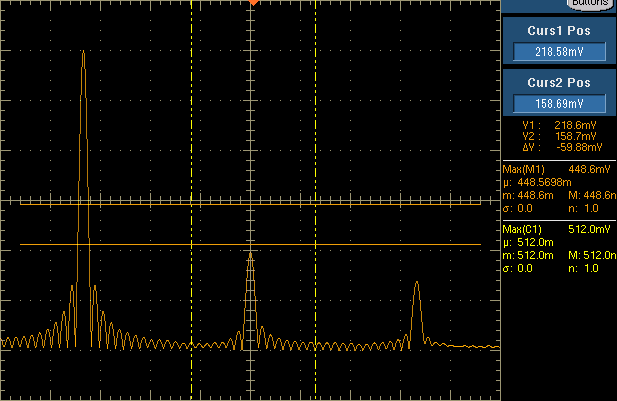 Buttons
Curs1 Pos
218.58mV
Curs2 Pos
158.69mV
V1 : 218.6mV
V2 : 158.7mV
ΔV : -59.88mV
Max(M1) 448.6mV
μ: 448.5698m
m: 448.6m M: 448.6m
σ: 0.0 n: 1.0
Max(C1) 512.0mV
μ: 512.0m
m: 512.0m M: 512.0m
σ: 0.0 n: 1.0